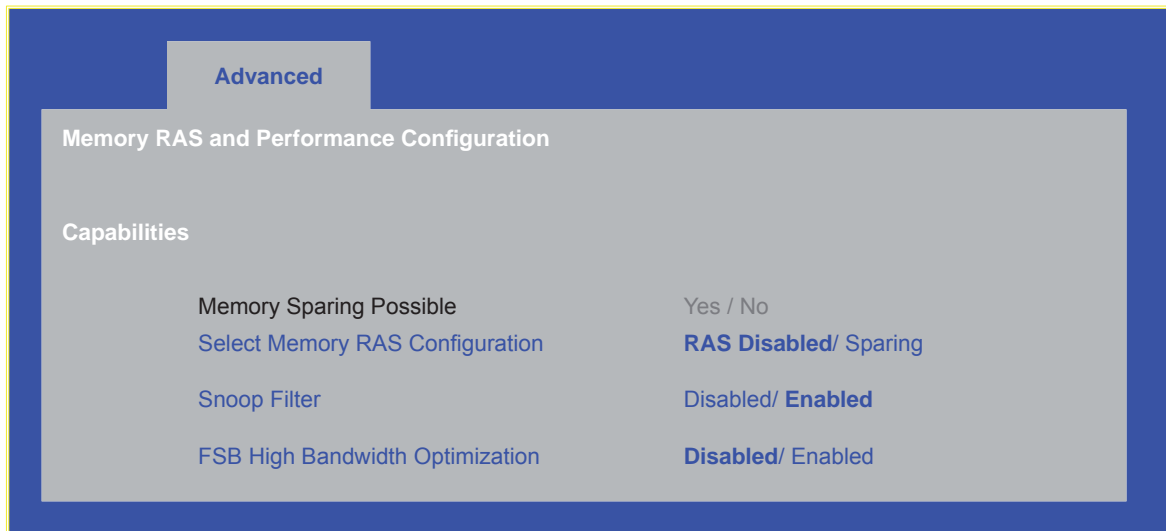 Advanced
Memory RAS and Performance Configuration
Capabilities
Memory Sparing Possible Yes / No
Select Memory RAS Configuration RAS Disabled/ Sparing
Snoop Filter Disabled/ Enabled
FSB High Bandwidth Optimization Disabled/ Enabled